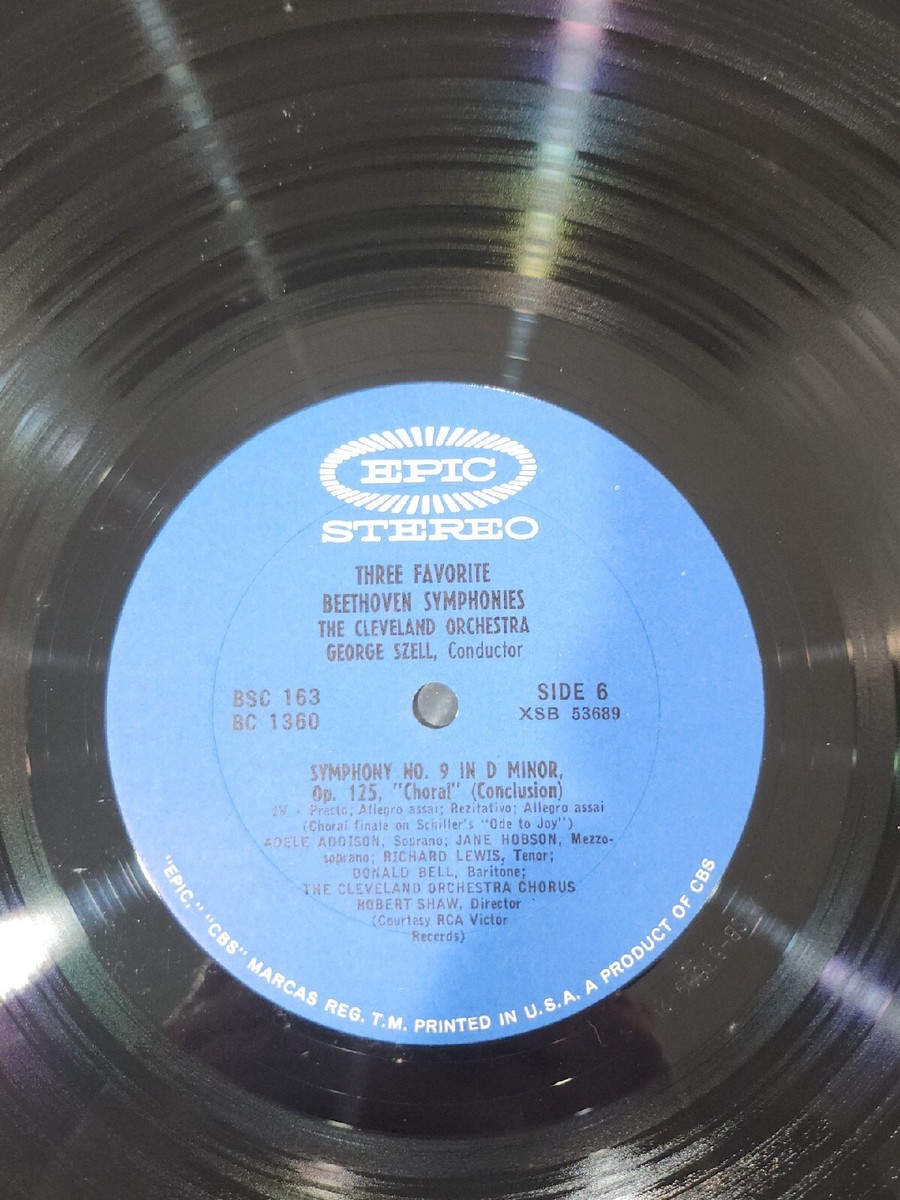 EPIC
STEREO
THREE FAVORITE
BEETHOVEN SYMPHONIES
THE CLEVELAND ORCHESTRA
GEORGE SZELL, Conductor
BSC 163
BC 1360
SIDE 6
XSB 53689
SYMPHONY NO. 9 IN D MINOR,
Op. 125, "Choral" (Conclusion)
IV - Presto; Allegro assai; Rezitativo; Allegro assai
(Choral finale on Schiller's "Ode to Joy")
ADELE ADDISON, Soprano; JANE HOBSON, Mezzo-
soprano; RICHARD LEWIS, Tenor;
DONALD BELL, Baritone;
THE CLEVELAND ORCHESTRA CHORUS
ROBERT SHAW, Director
(Courtesy RCA Victor
Records)
"EPIC," "CBS" MARCAS REG. T.M. PRINTED IN U.S.A. A PRODUCT OF CBS